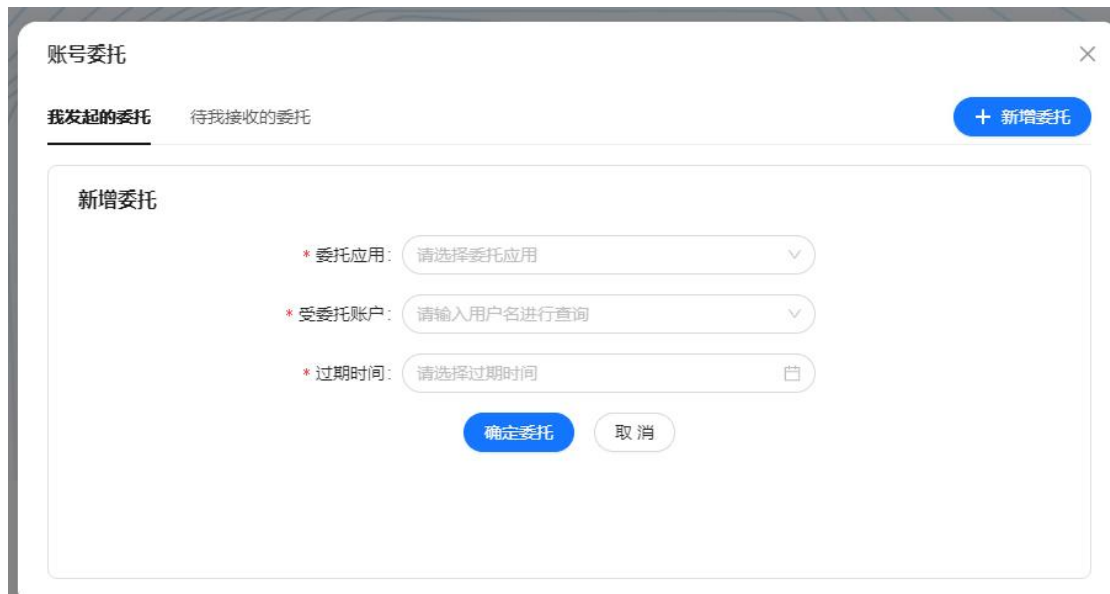 账号委托
我发起的委托 待我接收的委托 + 新增委托
新增委托
* 委托应用: 请选择委托应用
* 受委托账户: 请输入用户名进行查询
* 过期时间: 请选择过期时间
确定委托 取 消